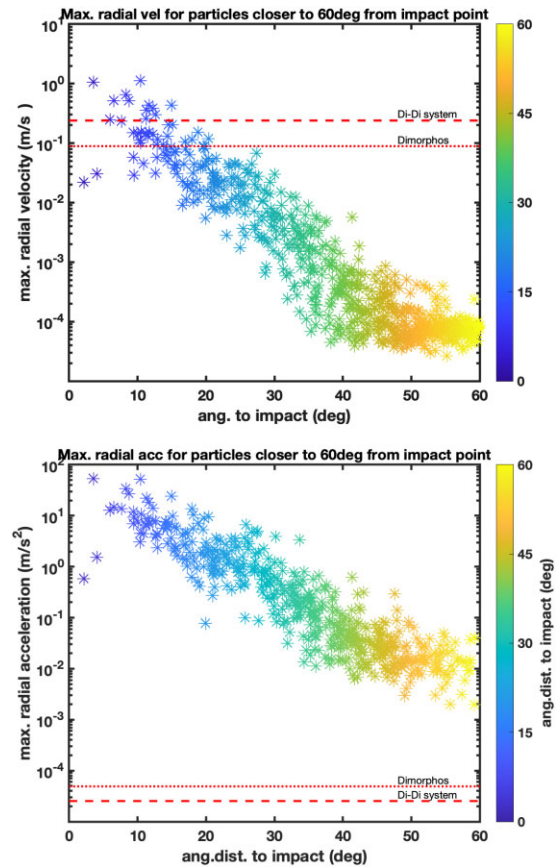 Max. radial vel for particles closer to 60deg from impact point
10^1
10^0
10^-1
10^-2
10^-3
10^-4
max. radial velocity (m/s)
Di-Di system
Dimorphos
0 10 20 30 40 50 60
ang. to impact (deg)
60
45
30
15
0
Max. radial acc for particles closer to 60deg from impact point
10^2
10^1
10^0
10^-1
10^-2
10^-3
10^-4
max. radial acceleration (m/s^2)
Dimorphos
Di-Di system
0 10 20 30 40 50 60
ang.dist. to impact (deg)
60
45
30
15
0
ang.dist. to impact (deg)